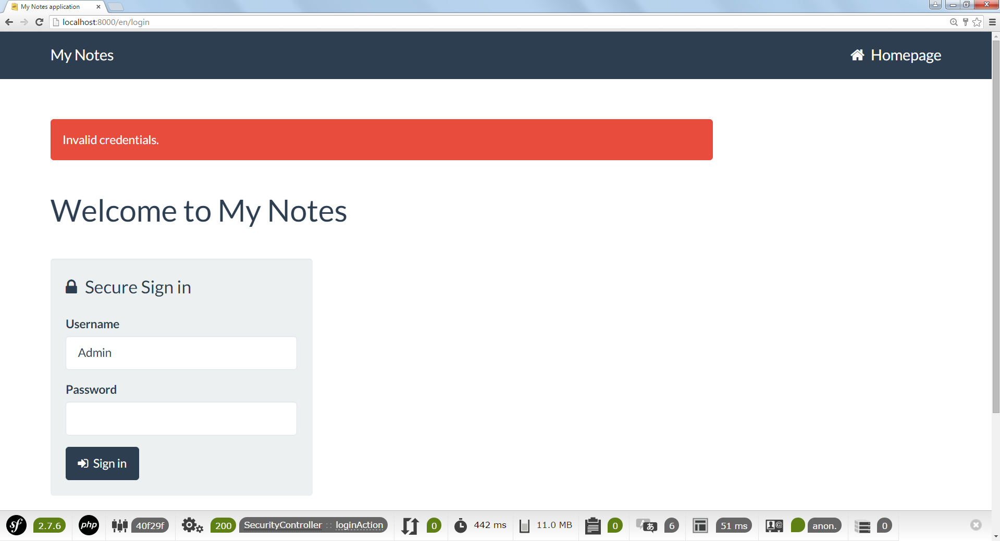 My Notes application
localhost:8000/en/login
My Notes
Homepage
Invalid credentials.
Welcome to My Notes
Secure Sign in
Username
Admin
Password
Sign in
sf 2.7.6 php 40f29f 200 SecurityController :: loginAction 0 442 ms 11.0 MB 0 A あ 6 51 ms @ anon. 0